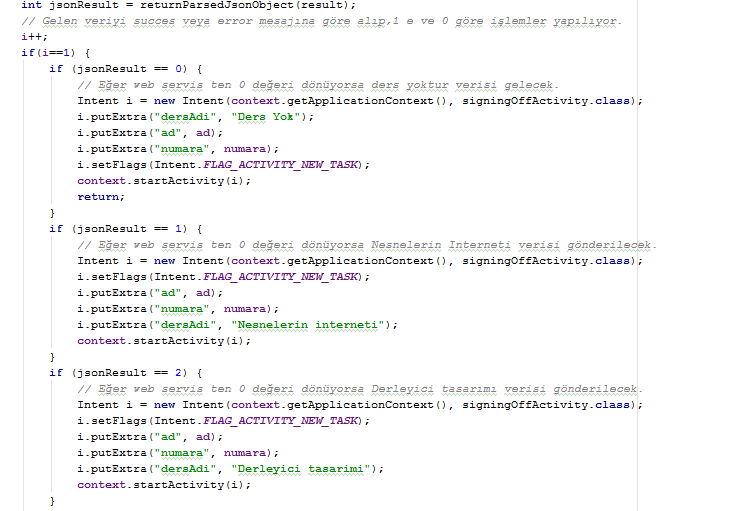 int jsonResult = returnParsedJsonObject(result);
// Gelen veriyi succes veya error mesajına göre alıp,1 e ve 0 göre işlemler yapılıyor.
i++;
if(i==1) {
if (jsonResult == 0) {
// Eğer web servis ten 0 değeri dönüyorsa ders yoktur verisi gelecek.
Intent i = new Intent(context.getApplicationContext(), signingOffActivity.class);
i.putExtra("dersAdi", "Ders Yok");
i.putExtra("ad", ad);
i.putExtra("numara", numara);
i.setFlags(Intent.FLAG_ACTIVITY_NEW_TASK);
context.startActivity(i);
return;
}
if (jsonResult == 1) {
// Eğer web servis ten 0 değeri dönüyorsa Nesnelerin Interneti verisi gönderilecek.
Intent i = new Intent(context.getApplicationContext(), signingOffActivity.class);
i.setFlags(Intent.FLAG_ACTIVITY_NEW_TASK);
i.putExtra("ad", ad);
i.putExtra("numara", numara);
i.putExtra("dersAdi", "Nesnelerin interneti");
context.startActivity(i);
}
if (jsonResult == 2) {
// Eğer web servis ten 0 değeri dönüyorsa Derleyici tasarımı verisi gönderilecek.
Intent i = new Intent(context.getApplicationContext(), signingOffActivity.class);
i.setFlags(Intent.FLAG_ACTIVITY_NEW_TASK);
i.putExtra("ad", ad);
i.putExtra("numara", numara);
i.putExtra("dersAdi", "Derleyici tasarimi");
context.startActivity(i);
}